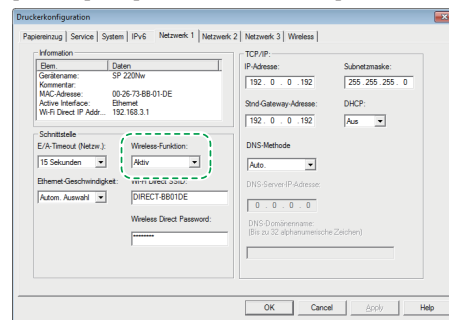 Druckerkonfiguration
Papiereinzug Service System IPv6 Netzwerk 1 Netzwerk 2 Netzwerk 3 Wireless
Information
Elem. Daten
Gerätename: SP 220Nw
Kommentar:
MAC-Adresse: 00-26-73-BB-01-DE
Active Interface: Ethernet
Wi-Fi Direct IP Addr... 192.168.3.1
Schnittstelle
E/A-Timeout (Netzw.): Wireless-Funktion:
15 Sekunden Aktiv
Ethernet-Geschwindigkeit: Wi-Fi Direct SSID:
Autom. Auswahl DIRECT-BB01DE
Wireless Direct Password:
********
TCP/IP:
IP-Adresse: Subnetzmaske:
192 . 0 . 0 .192 255 .255 .255 . 0
Stnd-Gateway-Adresse: DHCP:
192 . 0 . 0 .192 Aus
DNS-Methode
Auto.
DNS-Server-IP-Adresse:
0 . 0 . 0 . 0
DNS-Domänenname:
(Bis zu 32 alphanumerische Zeichen)
OK Cancel Apply Help